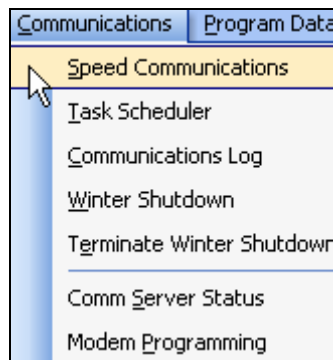 Communications Program Data
Speed Communications
Task Scheduler
Communications Log
Winter Shutdown
Terminate Winter Shutdown
Comm Server Status
Modem Programming